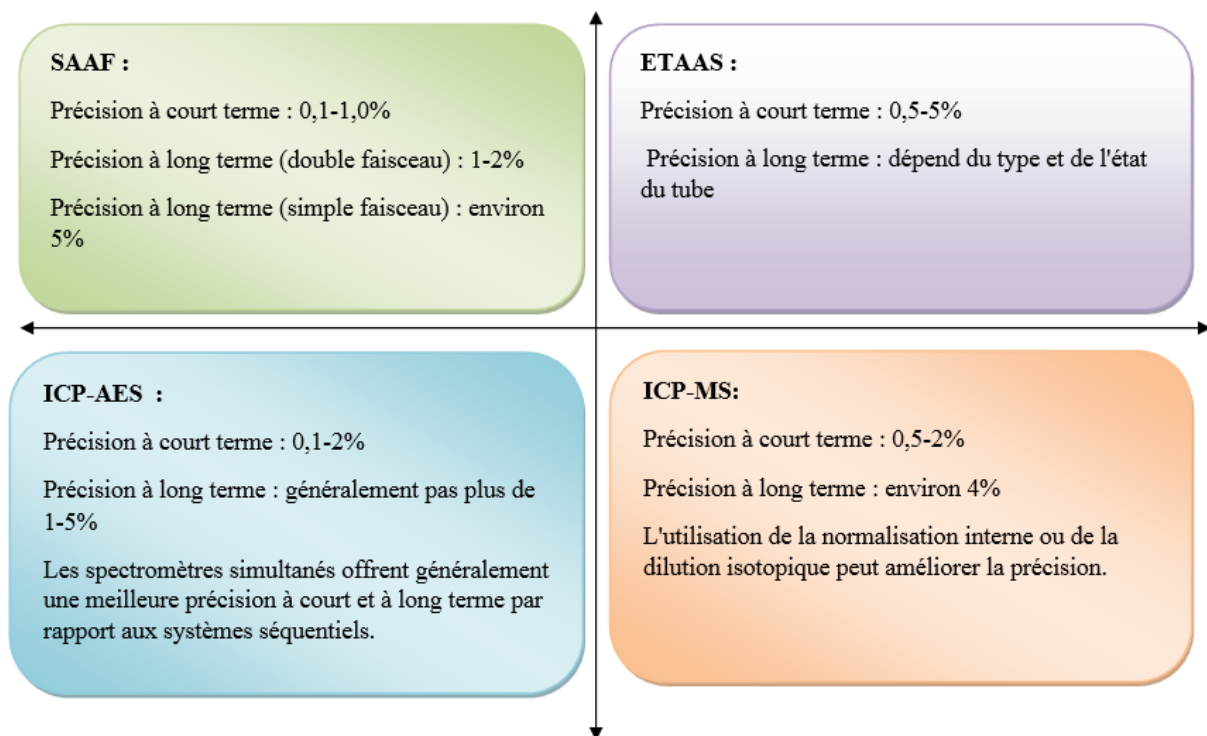 SAAF :
Précision à court terme : 0,1-1,0%
Précision à long terme (double faisceau) : 1-2%
Précision à long terme (simple faisceau) : environ
5%
ETAAS :
Précision à court terme : 0,5-5%
Précision à long terme : dépend du type et de l'état
du tube
ICP-AES :
Précision à court terme : 0,1-2%
Précision à long terme : généralement pas plus de
1-5%
Les spectromètres simultanés offrent généralement
une meilleure précision à court et à long terme par
rapport aux systèmes séquentiels.
ICP-MS:
Précision à court terme : 0,5-2%
Précision à long terme : environ 4%
L'utilisation de la normalisation interne ou de la
dilution isotopique peut améliorer la précision.